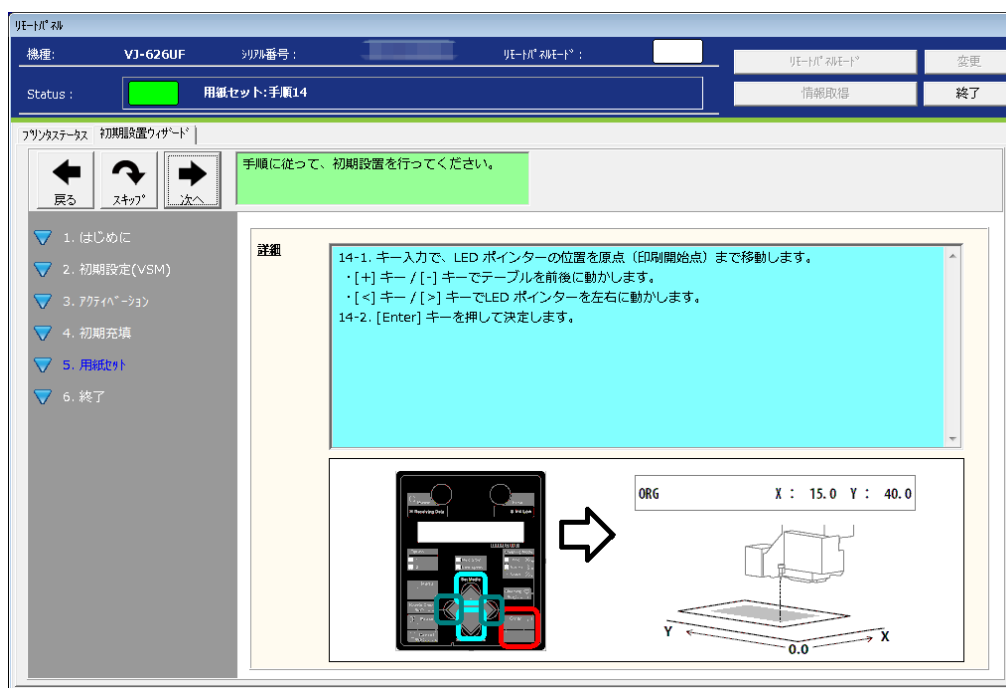 ﾘﾓｰﾄﾊﾟﾈﾙ
機種: VJ-626UF ｼﾘｱﾙ番号： ﾘﾓｰﾄﾊﾟﾈﾙﾓｰﾄﾞ：
ﾘﾓｰﾄﾊﾟﾈﾙﾓｰﾄﾞ 変更
Status： 用紙セット:手順14
情報取得 終了
ﾌﾟﾘﾝﾀｽﾃｰﾀｽ 初期設置ｳｨｻﾞｰﾄﾞ
戻る ｽｷｯﾌﾟ 次へ
手順に従って、初期設置を行ってください。
1. はじめに
2. 初期設定(VSM)
3. ｱｸﾃｨﾍﾞｰｼｮﾝ
4. 初期充填
5. 用紙ｾｯﾄ
6. 終了
詳細
14-1. キー入力で、LED ポインターの位置を原点（印刷開始点）まで移動します。
・[+] キー / [-] キーでテーブルを前後に動かします。
・[<] キー / [>] キーでLED ポインターを左右に動かします。
14-2. [Enter] キーを押して決定します。
ORG X： 15.0 Y： 40.0
Y
X
0.0